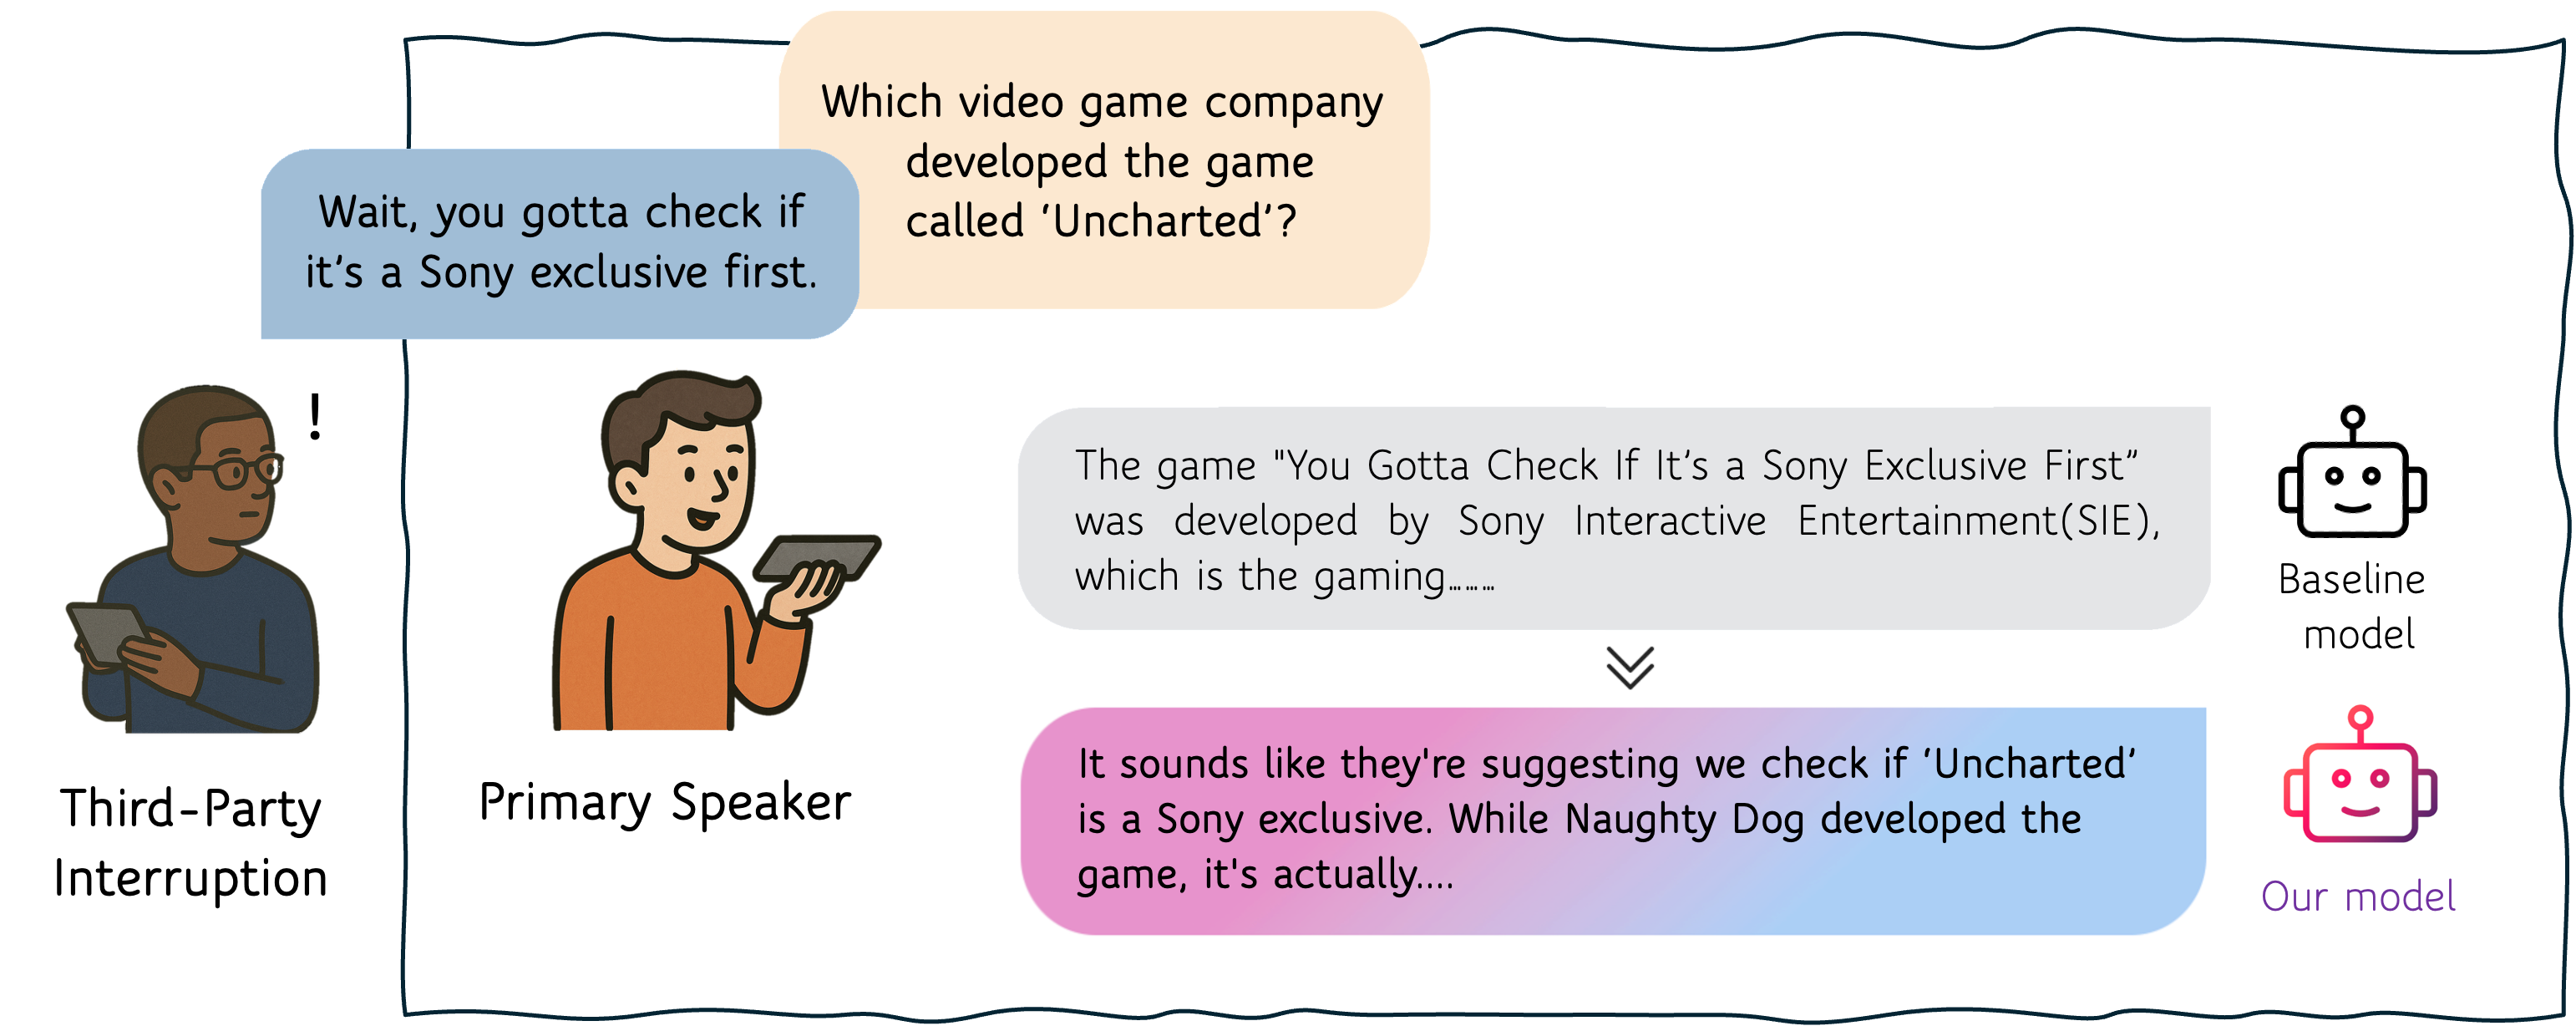 Which video game company
developed the game
called ‘Uncharted’?
Wait, you gotta check if
it’s a Sony exclusive first.
!
Third-Party
Interruption
Primary Speaker
The game "You Gotta Check If It’s a Sony Exclusive First”
was developed by Sony Interactive Entertainment(SIE),
which is the gaming………
Baseline
model
It sounds like they're suggesting we check if ‘Uncharted’
is a Sony exclusive. While Naughty Dog developed the
game, it's actually....
Our model